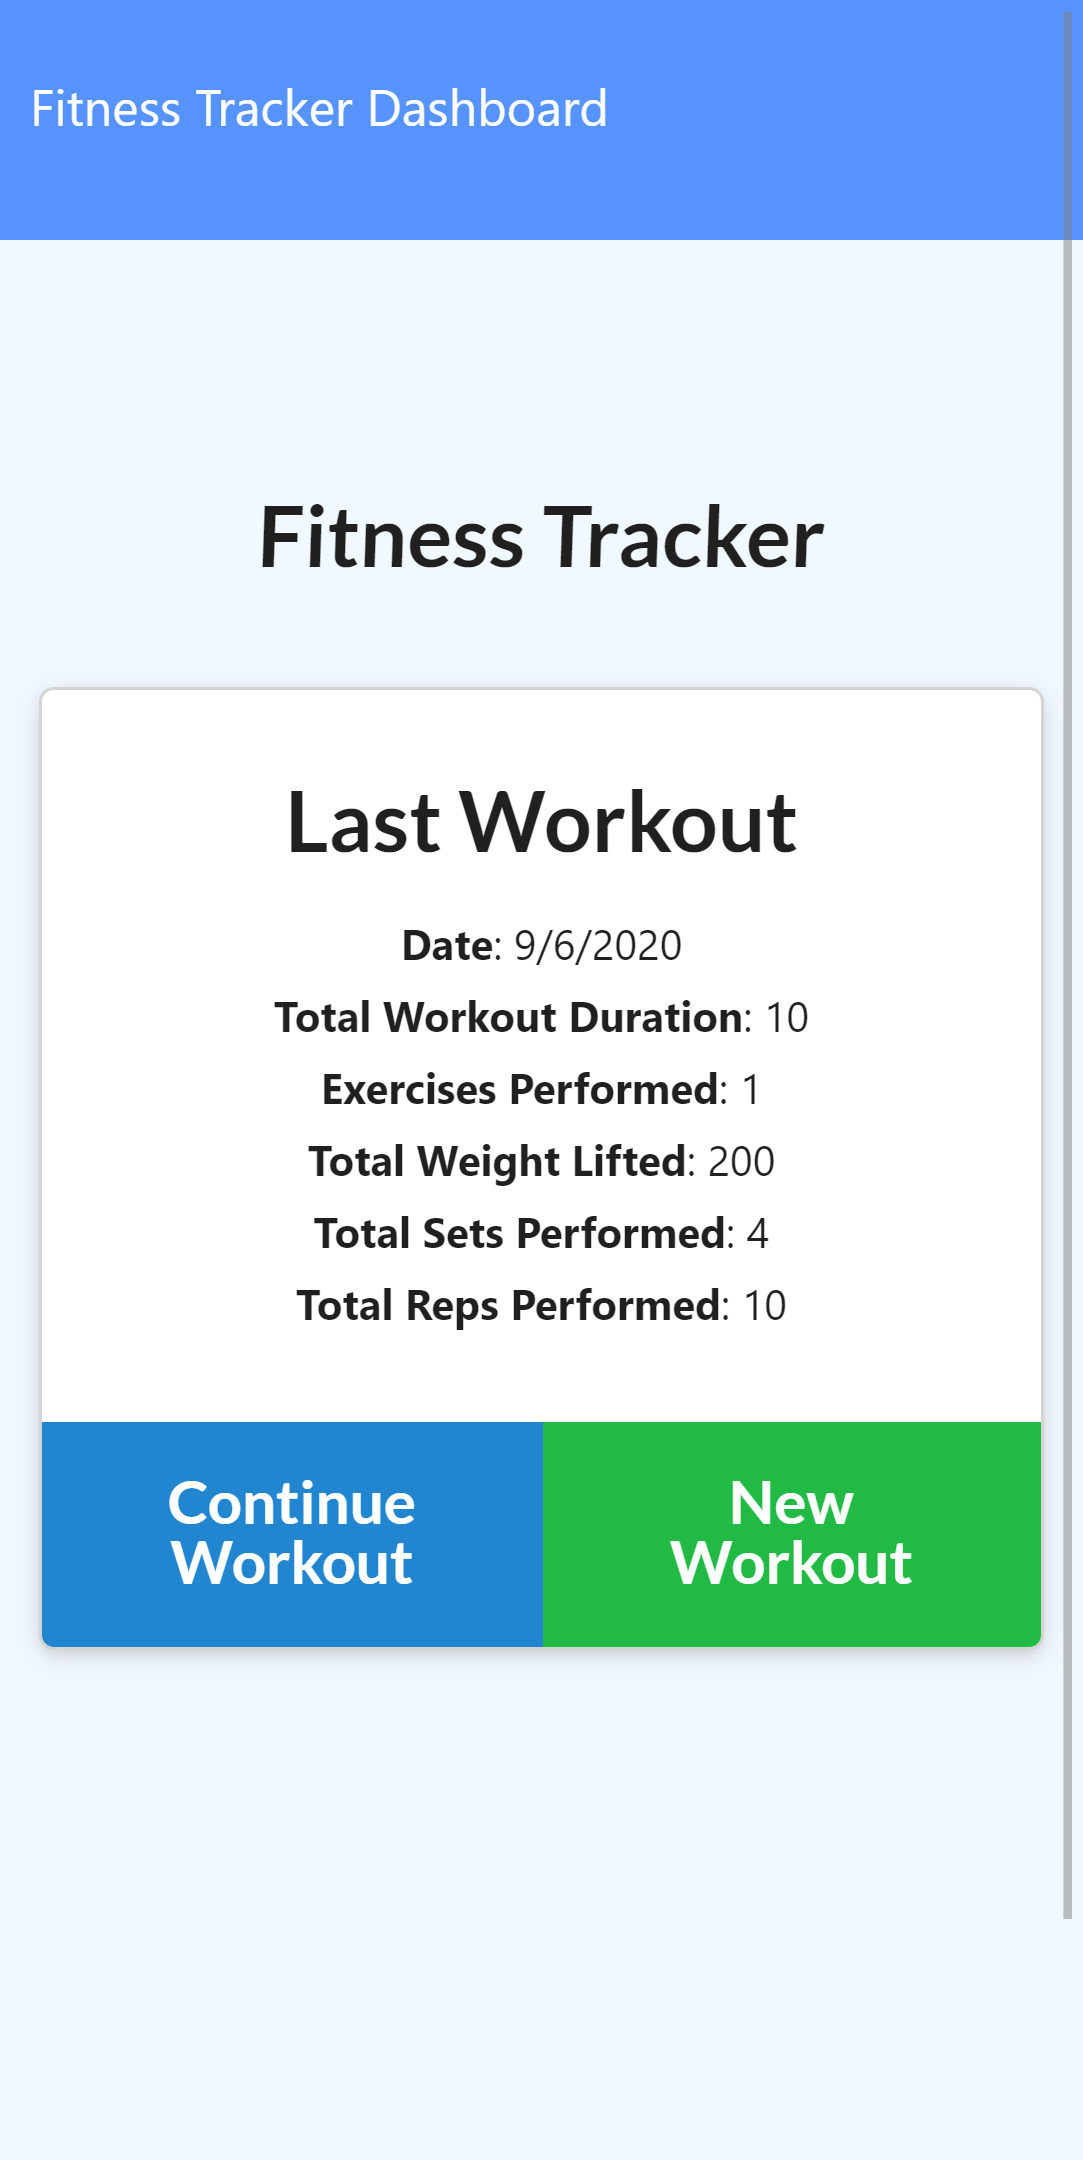 Fitness Tracker Dashboard
Fitness Tracker
Last Workout
Date: 9/6/2020
Total Workout Duration: 10
Exercises Performed: 1
Total Weight Lifted: 200
Total Sets Performed: 4
Total Reps Performed: 10
Continue
Workout
New
Workout